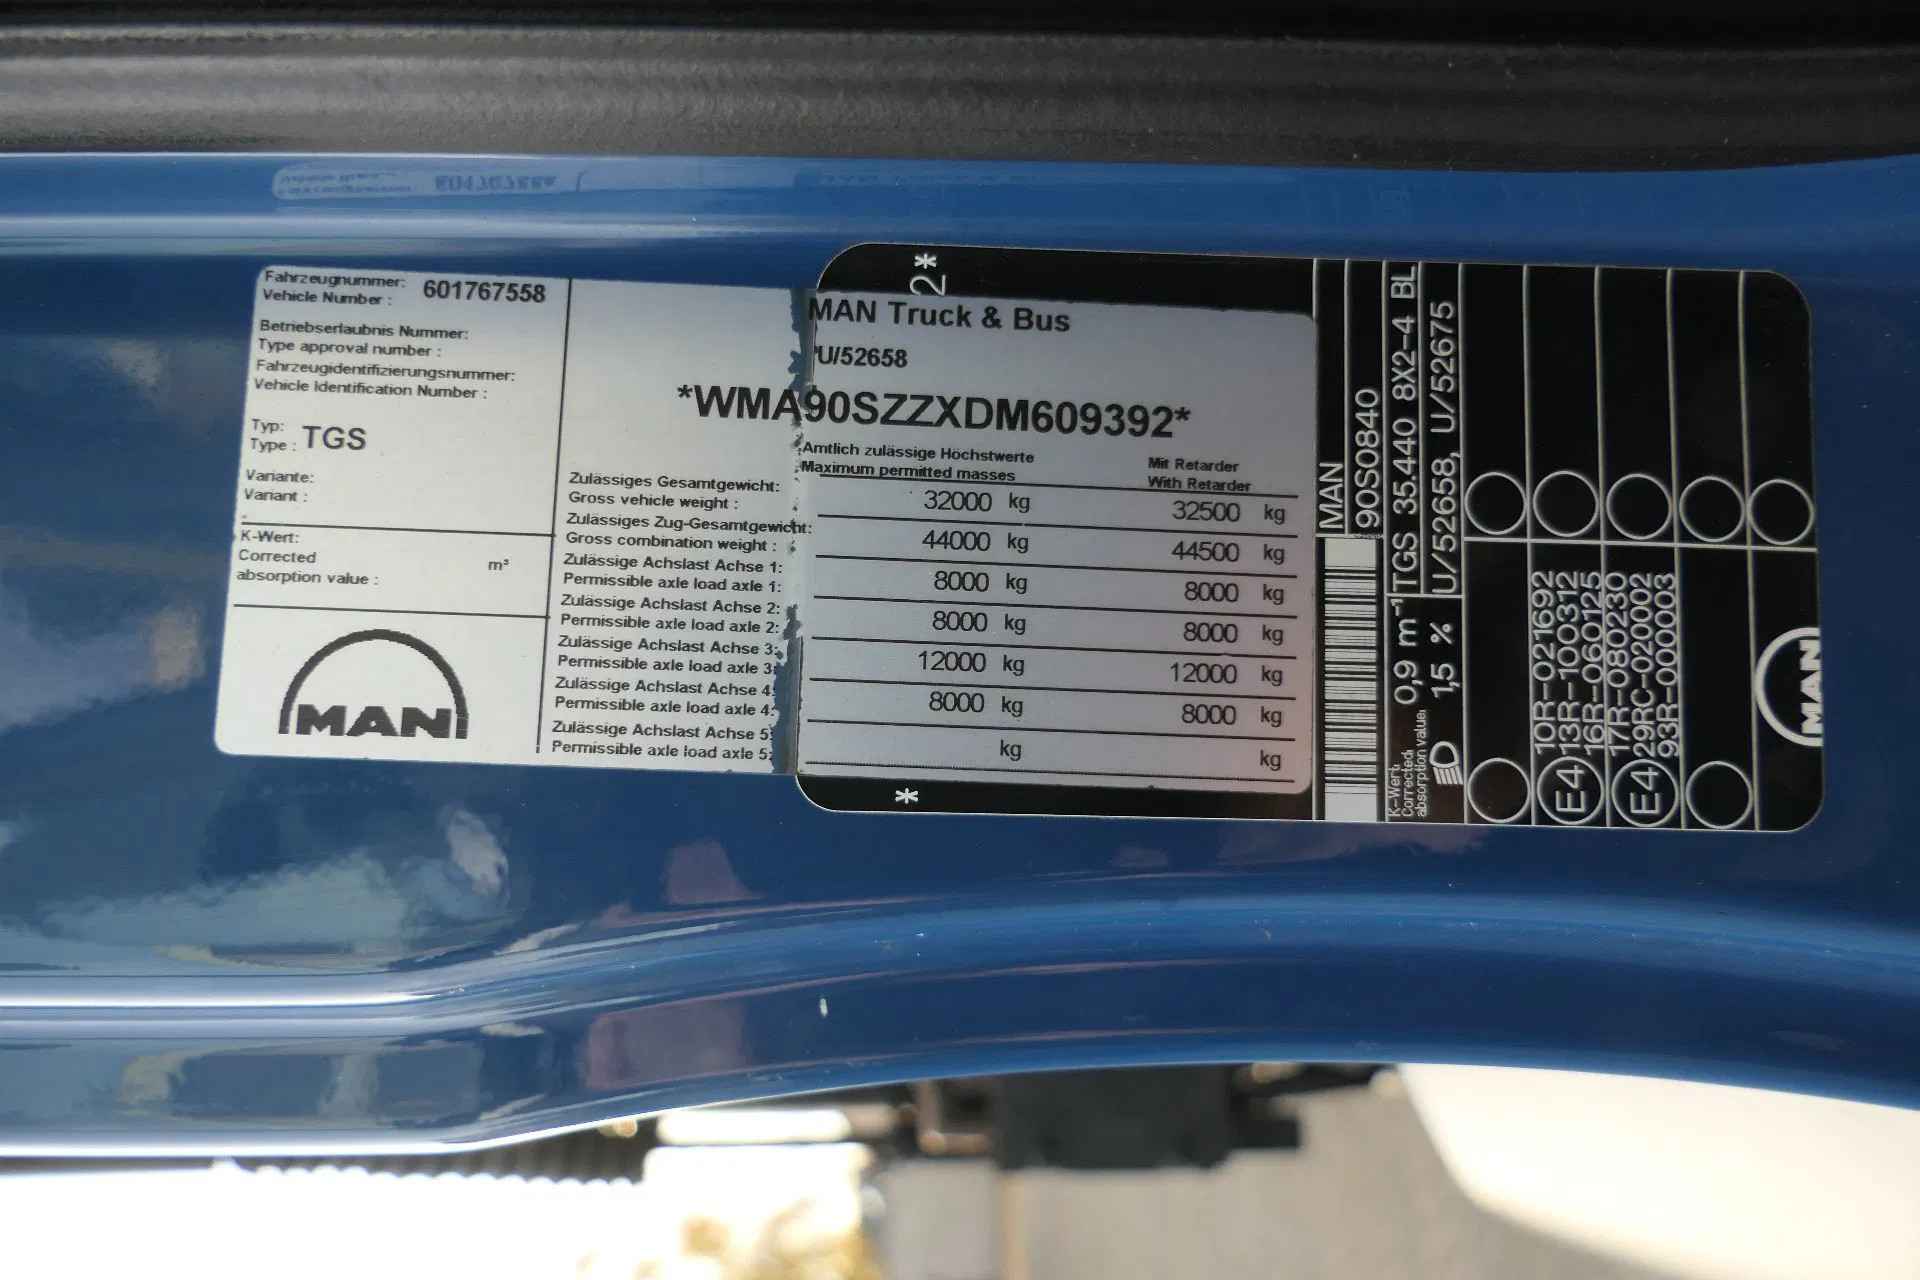 Fahrzeugnummer:
Vehicle Number : 601767558
Betriebserlaubnis Nummer:
Type approval number :
Fahrzeugidentifizierungsnummer:
Vehicle Identification Number :
Typ:
Type : TGS
Variante:
Variant :
-
K-Wert:
Corrected
absorption value : m³
MAN
MAN Truck & Bus
U/52658
*WMA90SZZXDM609392*
Amtlich zulässige Höchstwerte
Maximum permitted masses
Mit Retarder
With Retarder
Zulässiges Gesamtgewicht:
Gross vehicle weight : 32000 kg 32500 kg
Zulässiges Zug-Gesamtgewicht:
Gross combination weight : 44000 kg 44500 kg
Zulässige Achslast Achse 1:
Permissible axle load axle 1: 8000 kg 8000 kg
Zulässige Achslast Achse 2:
Permissible axle load axle 2: 8000 kg 8000 kg
Zulässige Achslast Achse 3:
Permissible axle load axle 3: 12000 kg 12000 kg
Zulässige Achslast Achse 4:
Permissible axle load axle 4: 8000 kg 8000 kg
Zulässige Achslast Achse 5:
Permissible axle load axle 5: kg kg
2*
*
MAN
90S0840
TGS 35.440 8X2-4 BL
U/52658, U/52675
K-Wert:
Corrected
absorption value: 0,9 m⁻¹
1,5 %
10R-021692
E4 13R-100312
16R-060125
17R-080230
E4 29RC-020002
93R-000003
MAN